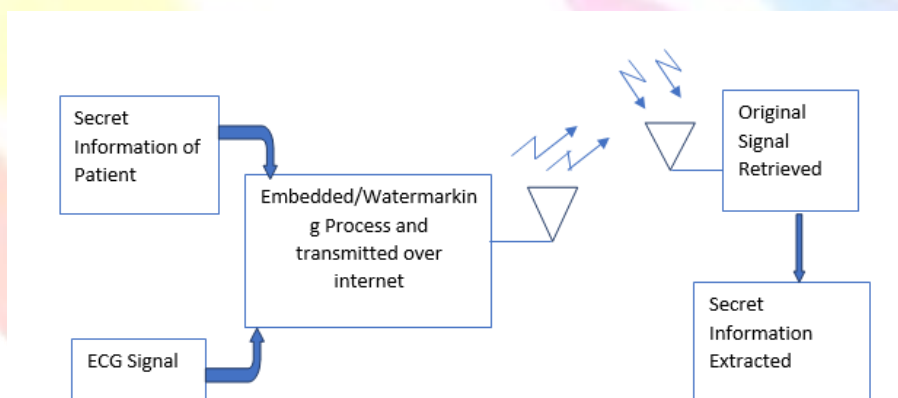 Secret
Information of
Patient
Embedded/Watermarkin
g Process and
transmitted over
internet
ECG Signal
Original
Signal
Retrieved
Secret
Information
Extracted